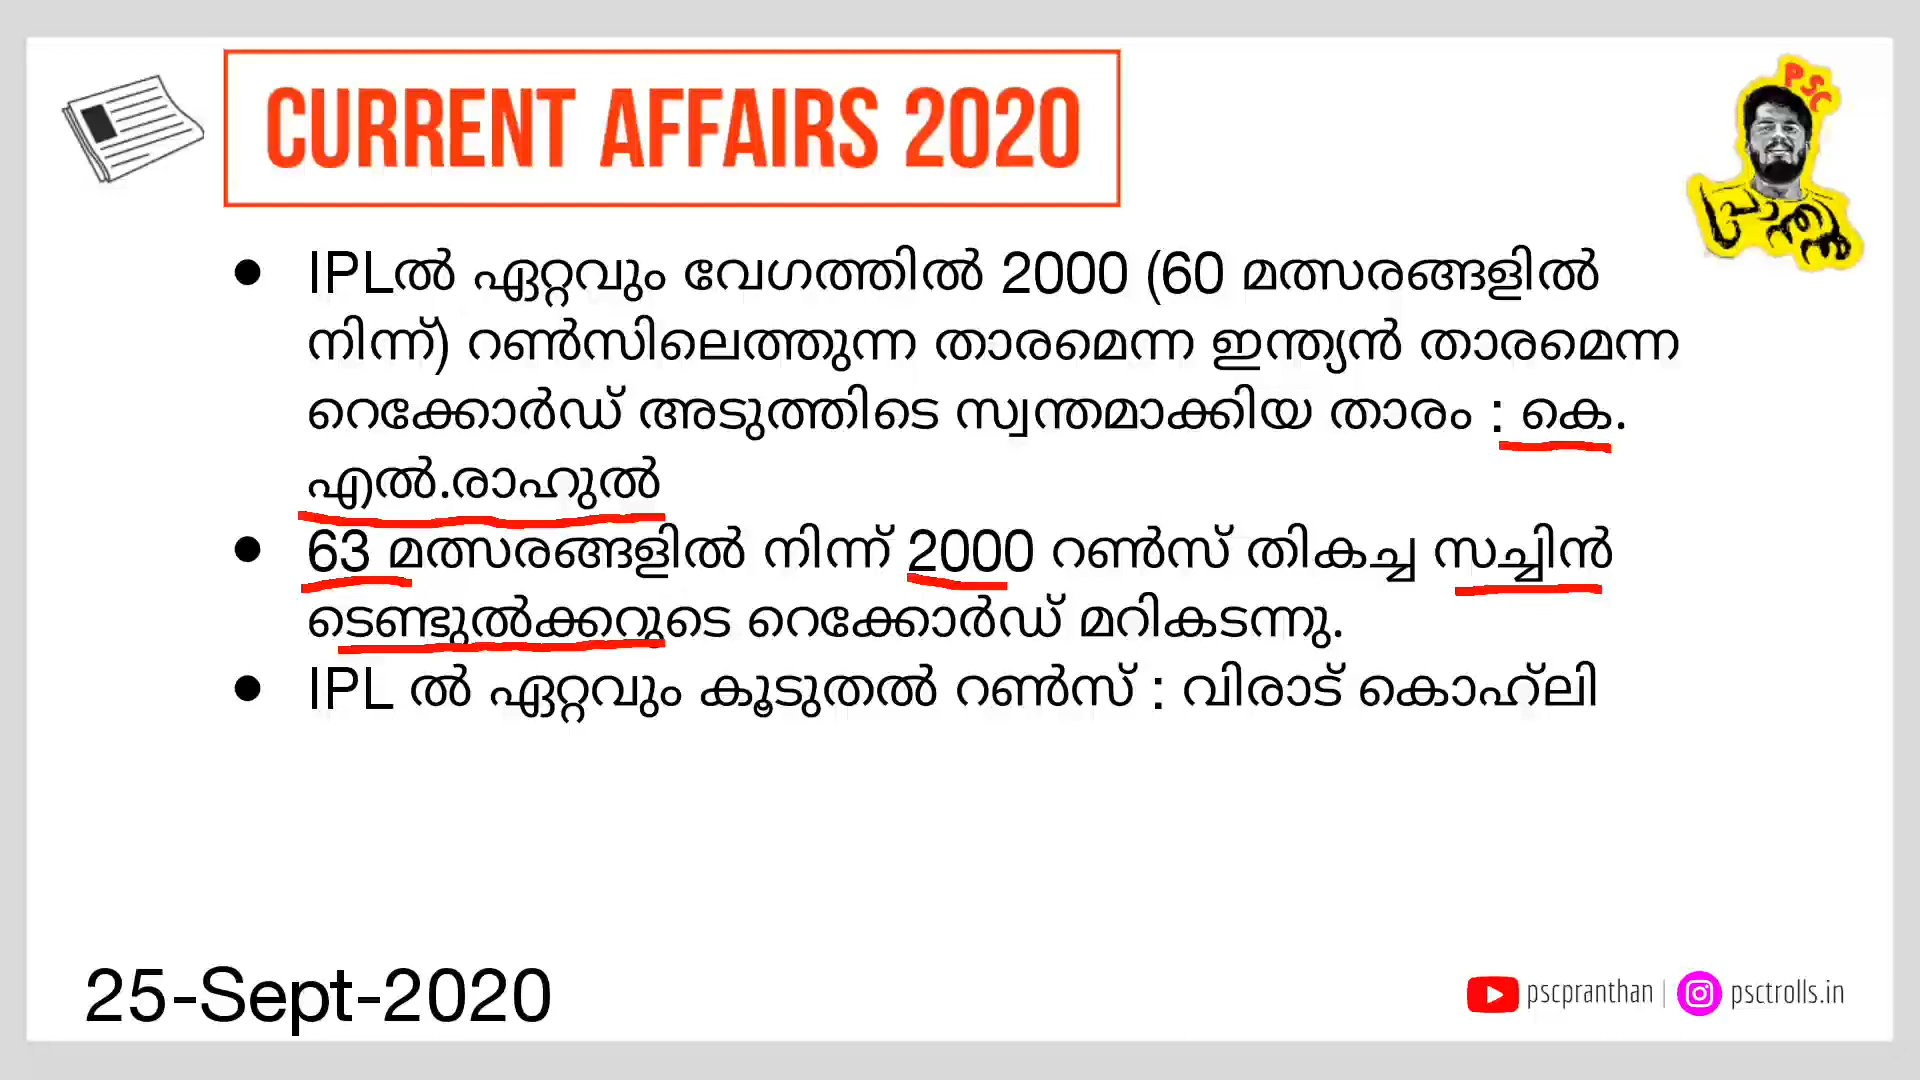 CURRENT AFFAIRS 2020
PSC
പ്രാന്തൻ
● IPLൽ ഏറ്റവും വേഗത്തിൽ 2000 (60 മത്സരങ്ങളിൽ
നിന്ന്) റൺസിലെത്തുന്ന താരമെന്ന ഇന്ത്യൻ താരമെന്ന
റെക്കോർഡ് അടുത്തിടെ സ്വന്തമാക്കിയ താരം : കെ.
എൽ.രാഹുൽ
● 63 മത്സരങ്ങളിൽ നിന്ന് 2000 റൺസ് തികച്ച സച്ചിൻ
ടെണ്ടുൽക്കറുടെ റെക്കോർഡ് മറികടന്നു.
● IPL ൽ ഏറ്റവും കൂടുതൽ റൺസ് : വിരാട് കൊഹ്‌ലി
25-Sept-2020
pscpranthan | psctrolls.in